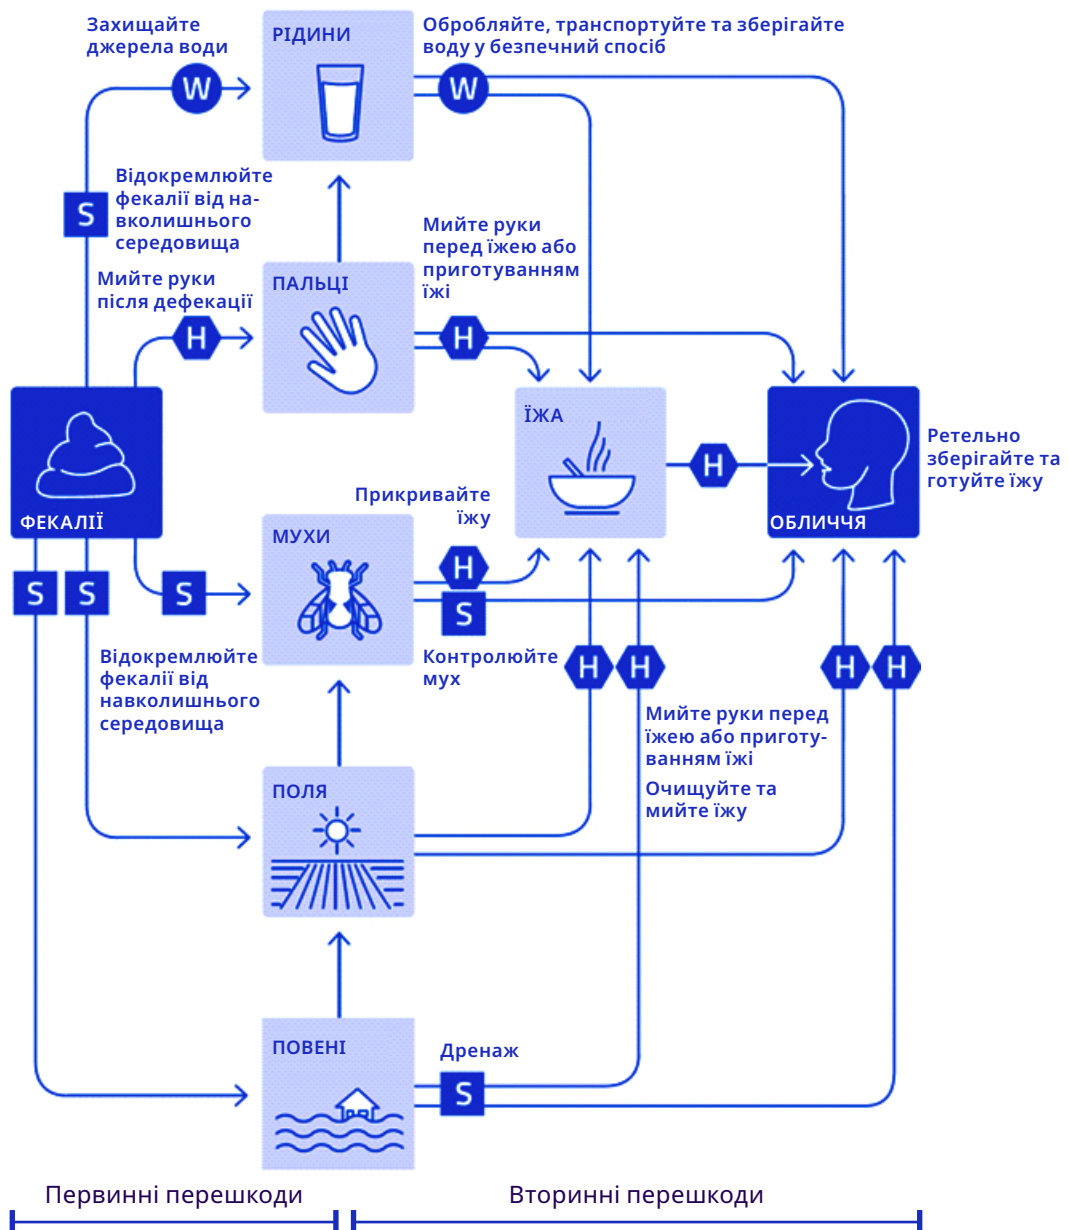 Захищайте
джерела води
W
РІДИНИ
Обробляйте, транспортуйте та зберігайте
воду у безпечний спосіб
W
S
Відокремлюйте
фекалії від на-
вколишнього
середовища
Мийте руки
після дефекації
H
ПАЛЬЦІ
Мийте руки
перед їжею або
приготуванням
їжі
H
ФЕКАЛІЇ
ЇЖА
H
ОБЛИЧЧЯ
Ретельно
зберігайте та
готуйте їжу
Прикривайте
їжу
МУХИ
H
S
S
S
S
Відокремлюйте
фекалії від
навколишнього
середовища
Контролюйте
мух
H
H
H
H
Мийте руки перед
їжею або приготу-
ванням їжі
Очищуйте та
мийте їжу
ПОЛЯ
ПОВЕНІ
Дренаж
S
Первинні перешкоди
Вторинні перешкоди